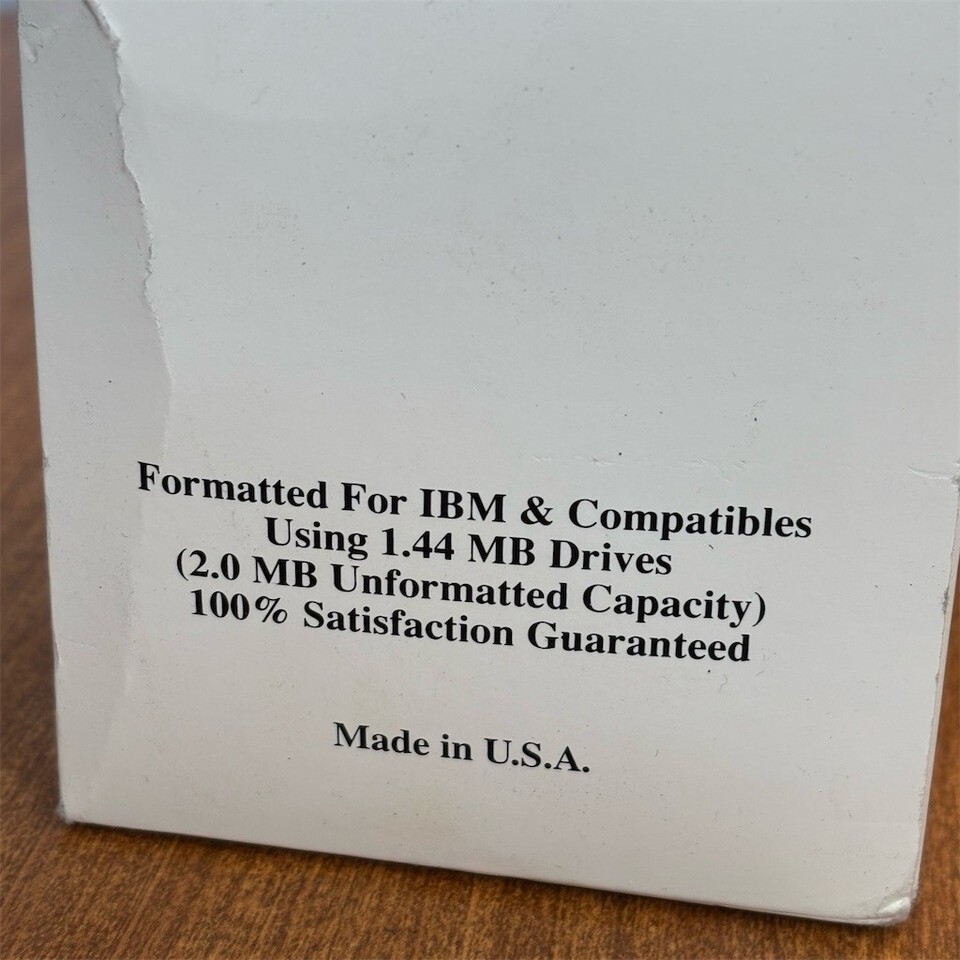 Formatted For IBM & Compatibles
Using 1.44 MB Drives
(2.0 MB Unformatted Capacity)
100% Satisfaction Guaranteed
Made in U.S.A.